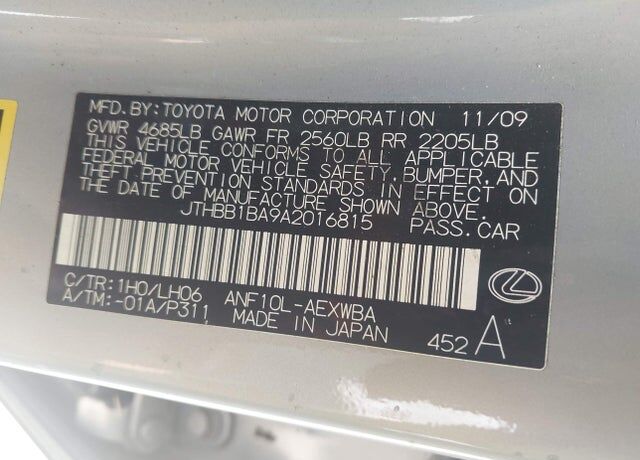 MFD. BY: TOYOTA MOTOR CORPORATION 11/09
GVWR 4685LB GAWR FR 2560LB RR 2205LB
THIS VEHICLE CONFORMS TO ALL APPLICABLE
FEDERAL MOTOR VEHICLE SAFETY, BUMPER, AND
THEFT PREVENTION STANDARDS IN EFFECT ON
THE DATE OF MANUFACTURE SHOWN ABOVE.
JTHBB1BA9A2016815 PASS. CAR
C/TR: 1H0/LH06 ANF10L-AEXWBA
A/TM: -01A/P311 MADE IN JAPAN
452 A